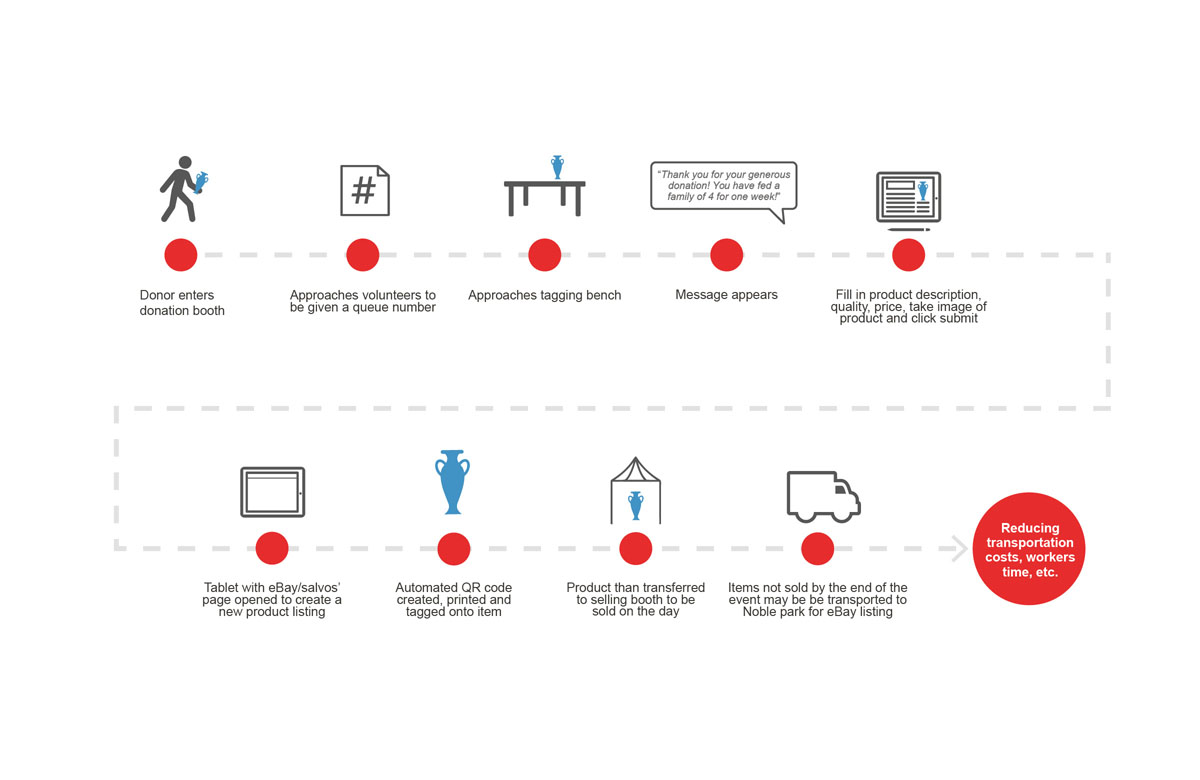 #
"Thank you for your generous
donation! You have fed a
family of 4 for one week!"
Donor enters
donation booth
Approaches volunteers to
be given a queue number
Approaches tagging bench
Message appears
Fill in product description,
quality, price, take image of
product and click submit
Tablet with eBay/salvos'
page opened to create a
new product listing
Automated QR code
created, printed and
tagged onto item
Product than transferred
to selling booth to be
sold on the day
Items not sold by the end of the
event may be be transported to
Noble park for eBay listing
Reducing
transportation
costs, workers
time, etc.